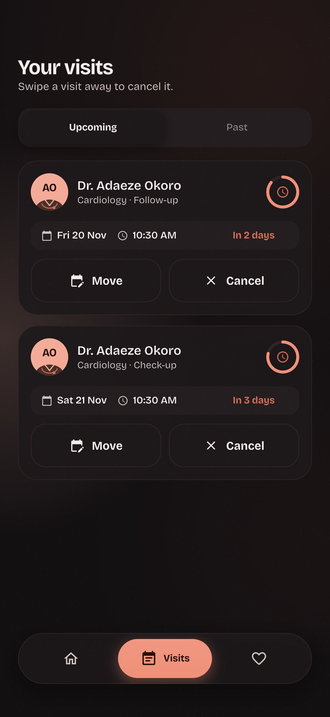 Your visits
Swipe a visit away to cancel it.
Upcoming Past
AO
Dr. Adaeze Okoro
Cardiology · Follow-up
Fri 20 Nov 10:30 AM In 2 days
Move Cancel
AO
Dr. Adaeze Okoro
Cardiology · Check-up
Sat 21 Nov 10:30 AM In 3 days
Move Cancel
Visits